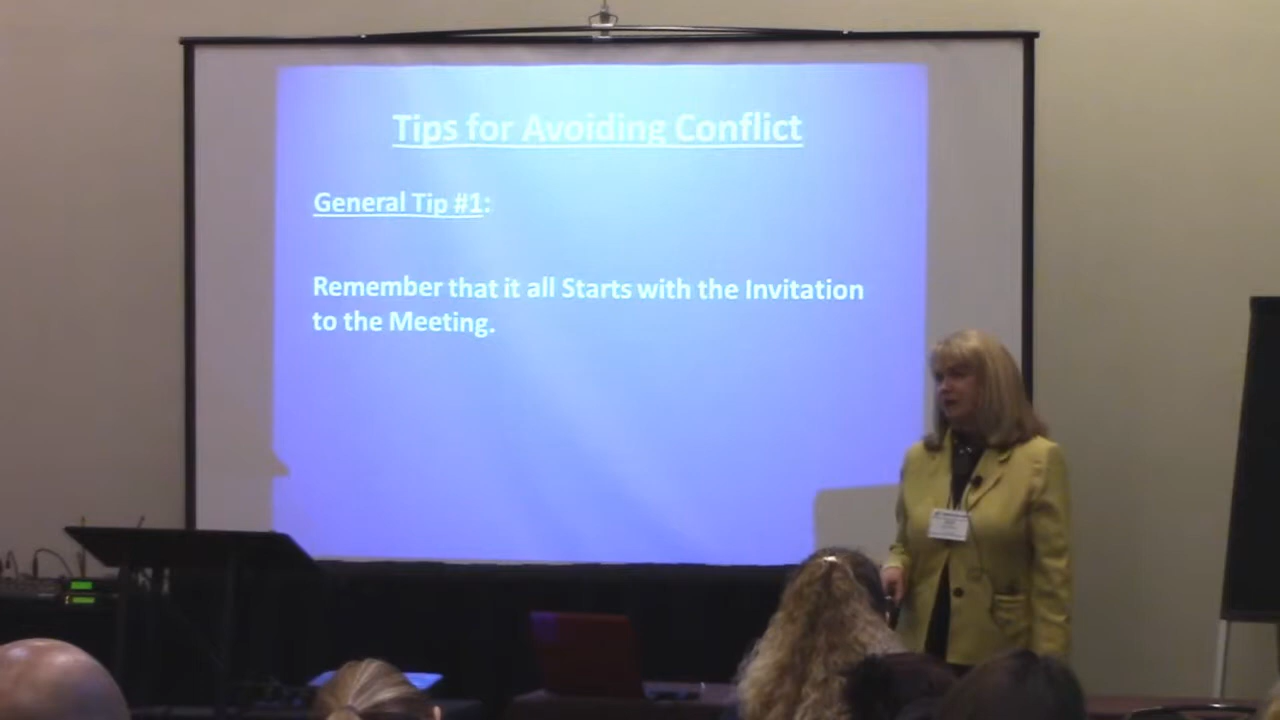 Tips for Avoiding Conflict
General Tip #1:
Remember that it all Starts with the Invitation
to the Meeting.